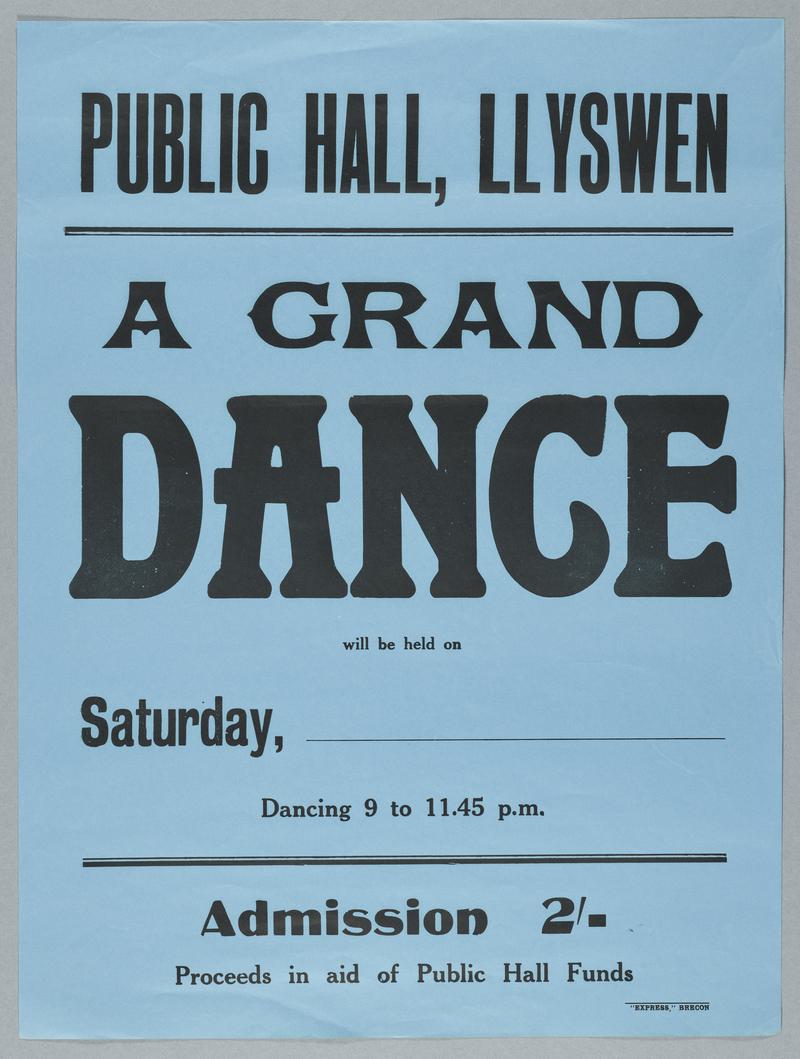 PUBLIC HALL, LLYSWEN
A GRAND
DANCE
will be held on
Saturday,
Dancing 9 to 11.45 p.m.
Admission 2/-
Proceeds in aid of Public Hall Funds
"EXPRESS," BRECON